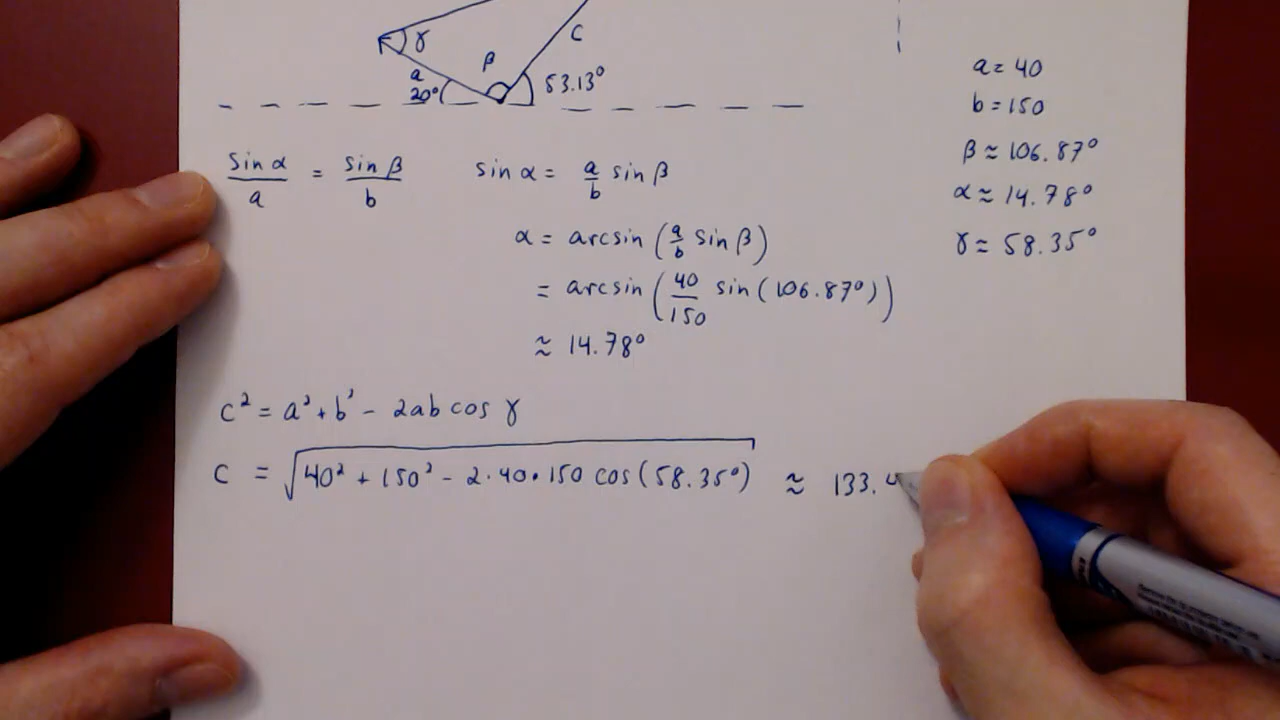 γ
c
a
β
20° 53.13°
a = 40
b = 150
β ≈ 106.87°
α ≈ 14.78°
γ ≈ 58.35°
sin α / a = sin β / b
sin α = a/b sin β
α = arcsin (a/b sin β)
= arcsin (40/150 sin (106.87°))
≈ 14.78°
c² = a² + b² - 2ab cos γ
c = √(40² + 150² - 2·40·150 cos (58.35°)) ≈ 133.4